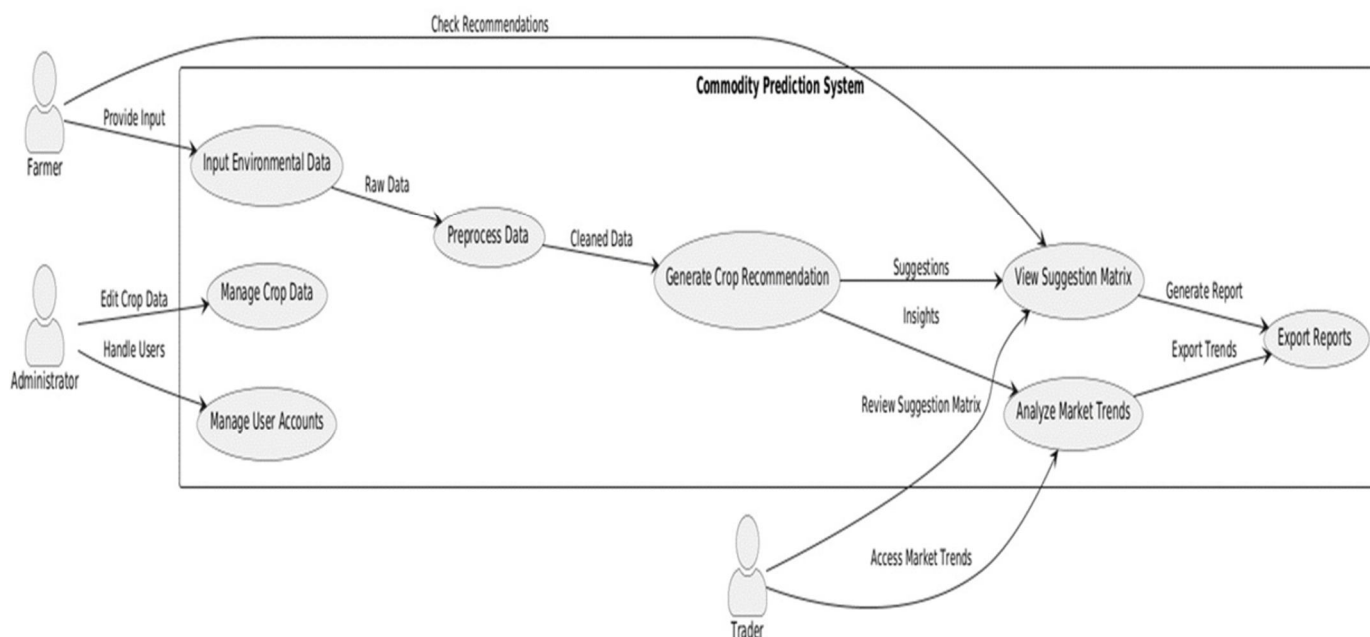 Check Recommendations
Commodity Prediction System
Provide Input
Farmer
Input Environmental Data
Raw Data
Preprocess Data
Cleaned Data
Generate Crop Recommendation
Suggestions
View Suggestion Matrix
Generate Report
Export Reports
Administrator
Edit Crop Data
Manage Crop Data
Handle Users
Manage User Accounts
Insights
Export Trends
Review Suggestion Matrix
Analyze Market Trends
Access Market Trends
Trader